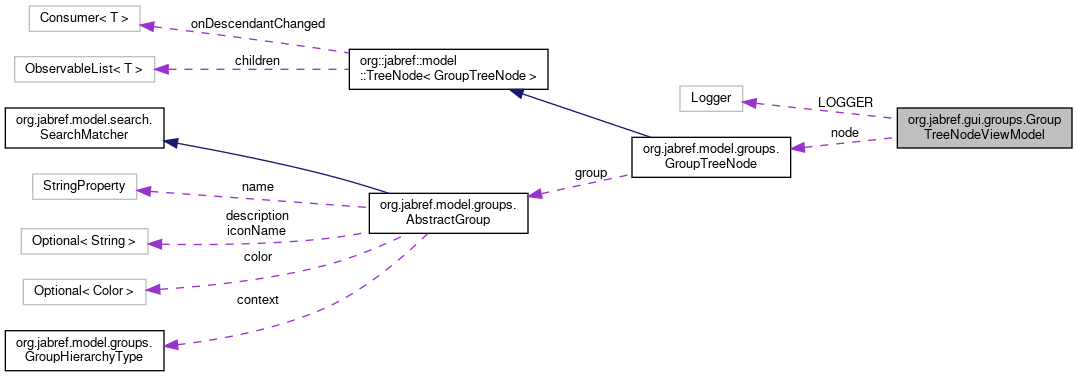 Consumer< T >
onDescendantChanged
ObservableList< T >
children
org::jabref::model
::TreeNode< GroupTreeNode >
Logger
LOGGER
org.jabref.gui.groups.Group
TreeNodeViewModel
node
org.jabref.model.search.
SearchMatcher
org.jabref.model.groups.
GroupTreeNode
group
StringProperty
name
org.jabref.model.groups.
AbstractGroup
description
iconName
Optional< String >
color
Optional< Color >
context
org.jabref.model.groups.
GroupHierarchyType